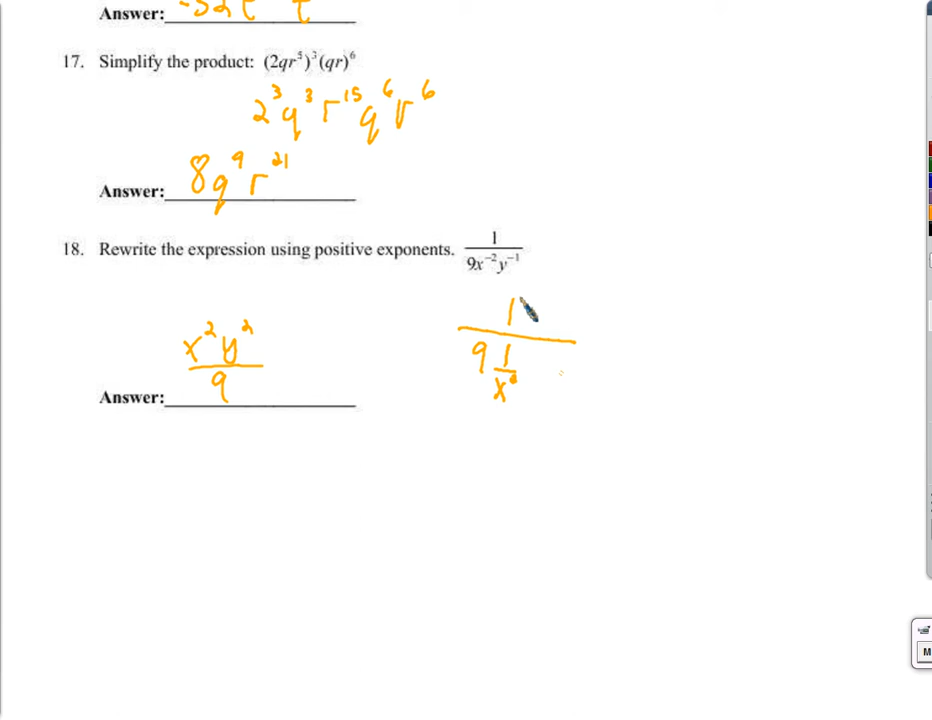 Answer:
17. Simplify the product: (2qr⁵)³(qr)⁶
2³q³r¹⁵q⁶r⁶
Answer: 8q⁹r²¹
18. Rewrite the expression using positive exponents. 1/(9x⁻²y⁻¹)
1
x²y²/9
9 1/x
Answer:
M